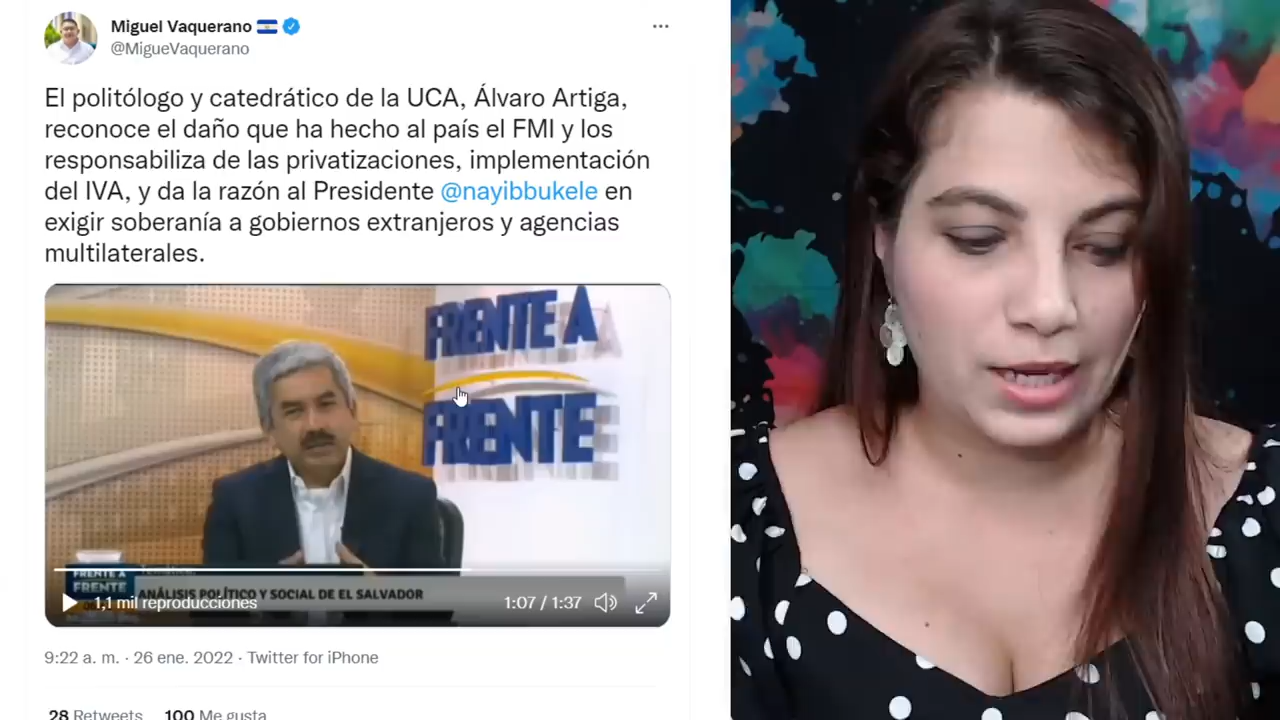 Miguel Vaquerano
@MigueVaquerano
El politólogo y catedrático de la UCA, Álvaro Artiga,
reconoce el daño que ha hecho al país el FMI y los
responsabiliza de las privatizaciones, implementación
del IVA, y da la razón al Presidente @nayibbukele en
exigir soberanía a gobiernos extranjeros y agencias
multilaterales.
FRENTE A
FRENTE
FRENTE A
FRENTE
ANÁLISIS POLÍTICO Y SOCIAL DE EL SALVADOR
1,1 mil reproducciones
1:07 / 1:37
9:22 a. m. · 26 ene. 2022 · Twitter for iPhone
28 Retweets 100 Me gusta